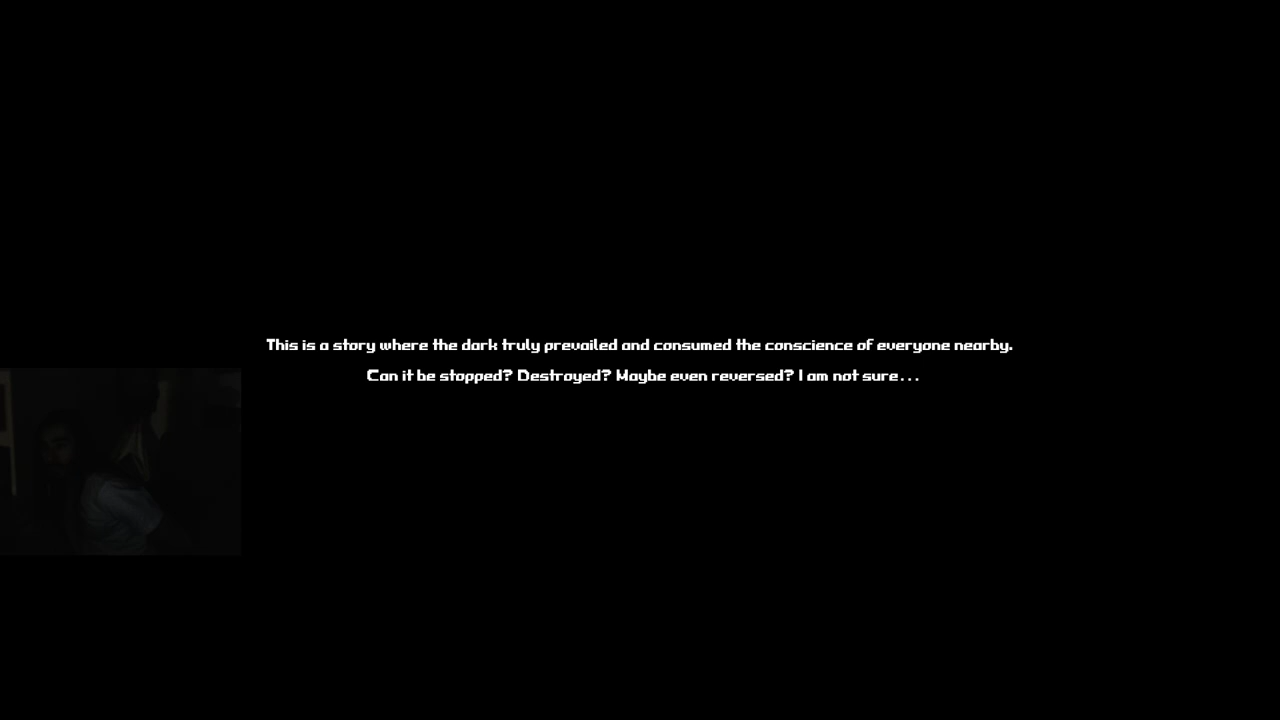 This is a story where the dark truly prevailed and consumed the conscience of everyone nearby.
Can it be stopped? Destroyed? Maybe even reversed? I am not sure...